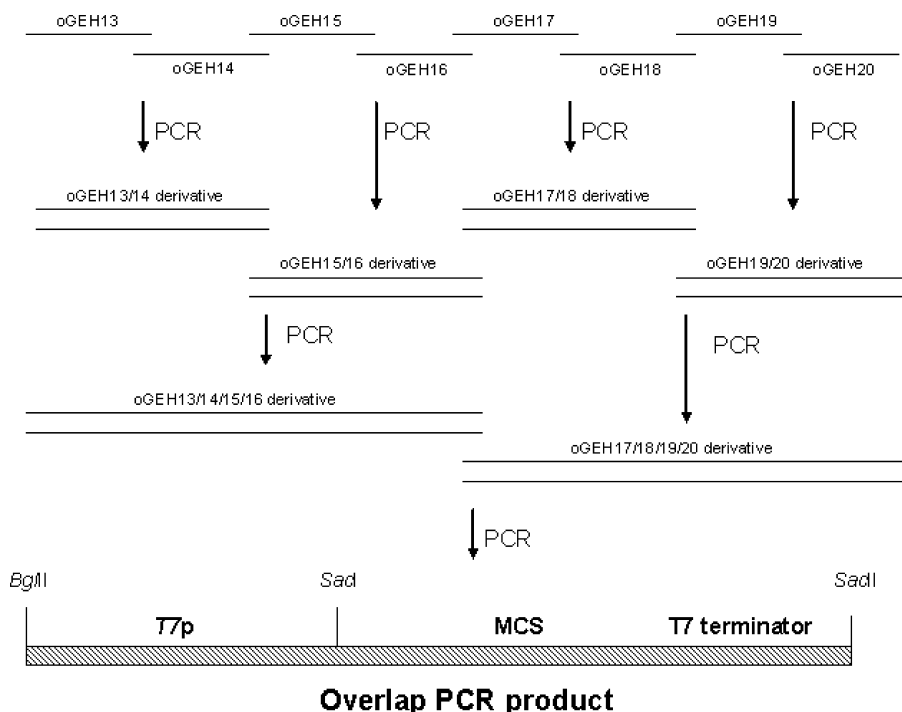 oGEH13
oGEH15
oGEH17
oGEH19
oGEH14
oGEH16
oGEH18
oGEH20
PCR
PCR
PCR
PCR
oGEH13/14 derivative
oGEH17/18 derivative
oGEH15/16 derivative
oGEH19/20 derivative
PCR
PCR
oGEH13/14/15/16 derivative
oGEH17/18/19/20 derivative
PCR
BglII
SacI
SacII
T7p
MCS
T7 terminator
Overlap PCR product